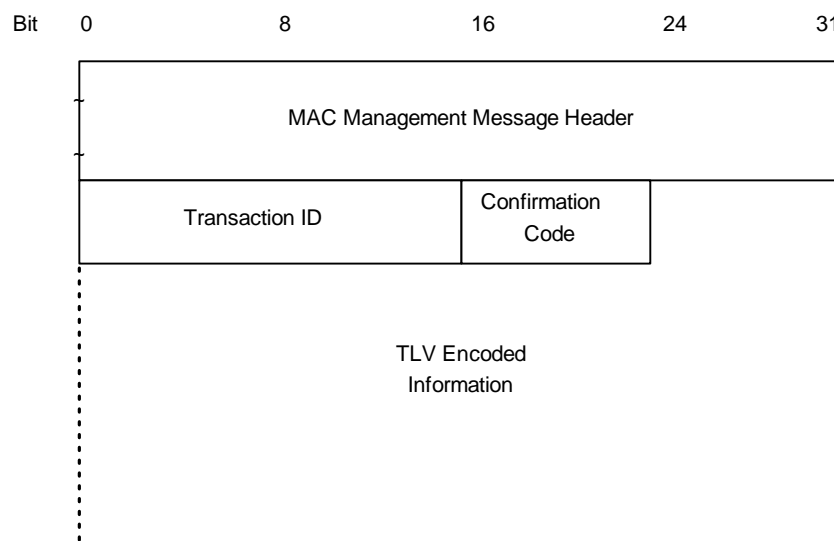 Bit 0 8 16 24 31
~
MAC Management Message Header
~
Transaction ID
Confirmation
Code
TLV Encoded
Information